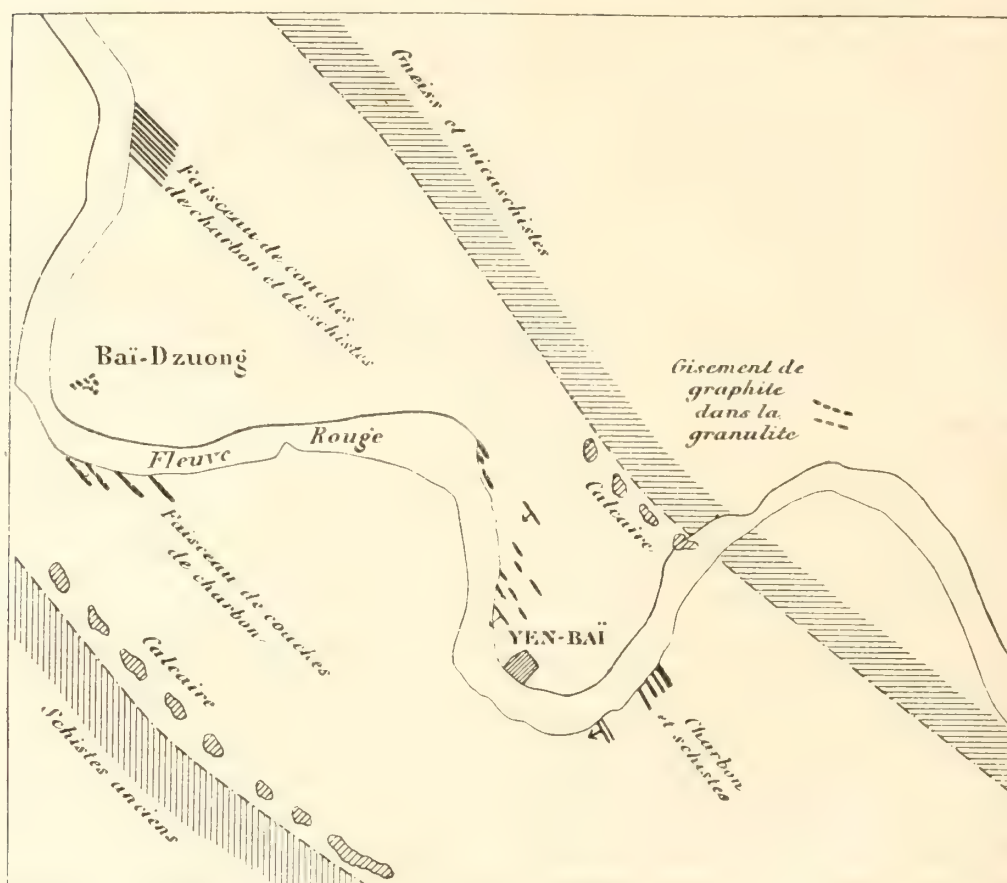 Gneiss et micaschistes
Faisceau de couches
de charbon et de schistes
Baï-Dzuong
Gisement de
graphite
dans la
granulite
Fleuve Rouge
Calcaire
Faisceau de couches
de charbon
YEN-BAÏ
Calcaire
Schistes anciens
Charbon
et schistes